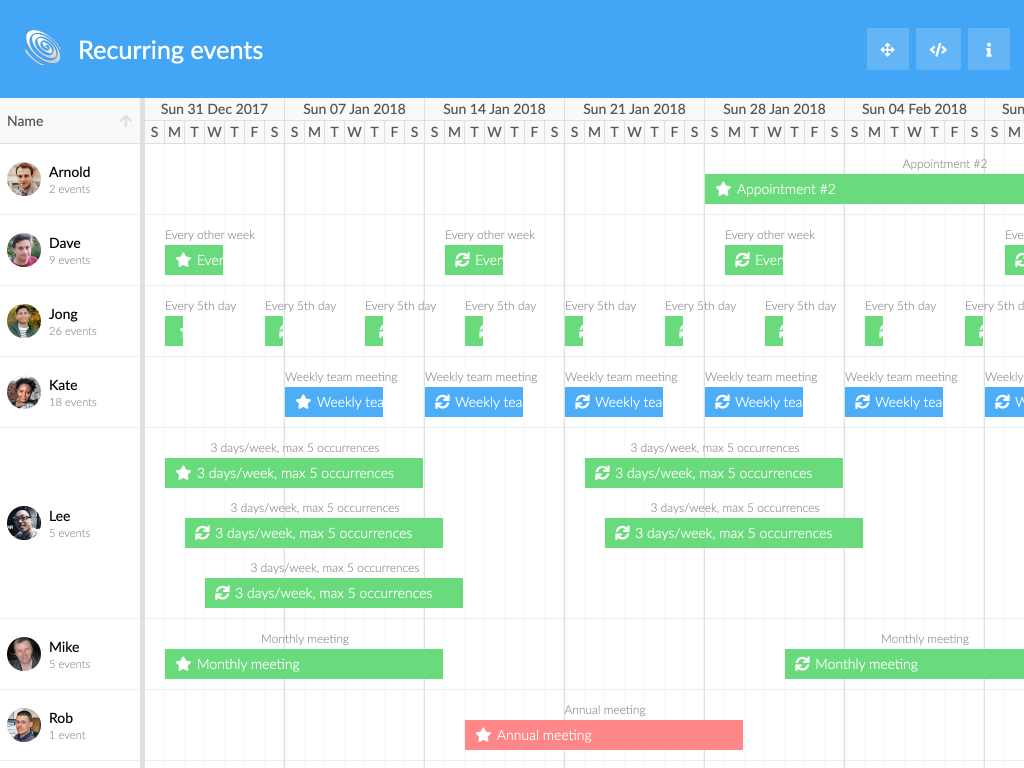 Recurring events
Name
Sun 31 Dec 2017 Sun 07 Jan 2018 Sun 14 Jan 2018 Sun 21 Jan 2018 Sun 28 Jan 2018 Sun 04 Feb 2018 Sun
S M T W T F S S M T W T F S S M T W T F S S M T W T F S S M T W T F S S M T W T F S S M
Arnold
2 events
Appointment #2
Appointment #2
Dave
9 events
Every other week Every other week Every other week Eve
Ever Ever Ever
Jong
26 events
Every 5th day Every 5th day Every 5th day Every 5th day Every 5th day Every 5th day Every 5th day Every 5th day Every 5th d
Kate
18 events
Weekly team meeting Weekly team meeting Weekly team meeting Weekly team meeting Weekly team meeting Weekly
Weekly tea Weekly tea Weekly tea Weekly tea Weekly tea W
Lee
5 events
3 days/week, max 5 occurrences 3 days/week, max 5 occurrences
3 days/week, max 5 occurrences 3 days/week, max 5 occurrences
3 days/week, max 5 occurrences 3 days/week, max 5 occurrences
3 days/week, max 5 occurrences 3 days/week, max 5 occurrences
3 days/week, max 5 occurrences
3 days/week, max 5 occurrences
Mike
5 events
Monthly meeting Monthly meeting
Monthly meeting Monthly meeting
Rob
1 event
Annual meeting
Annual meeting